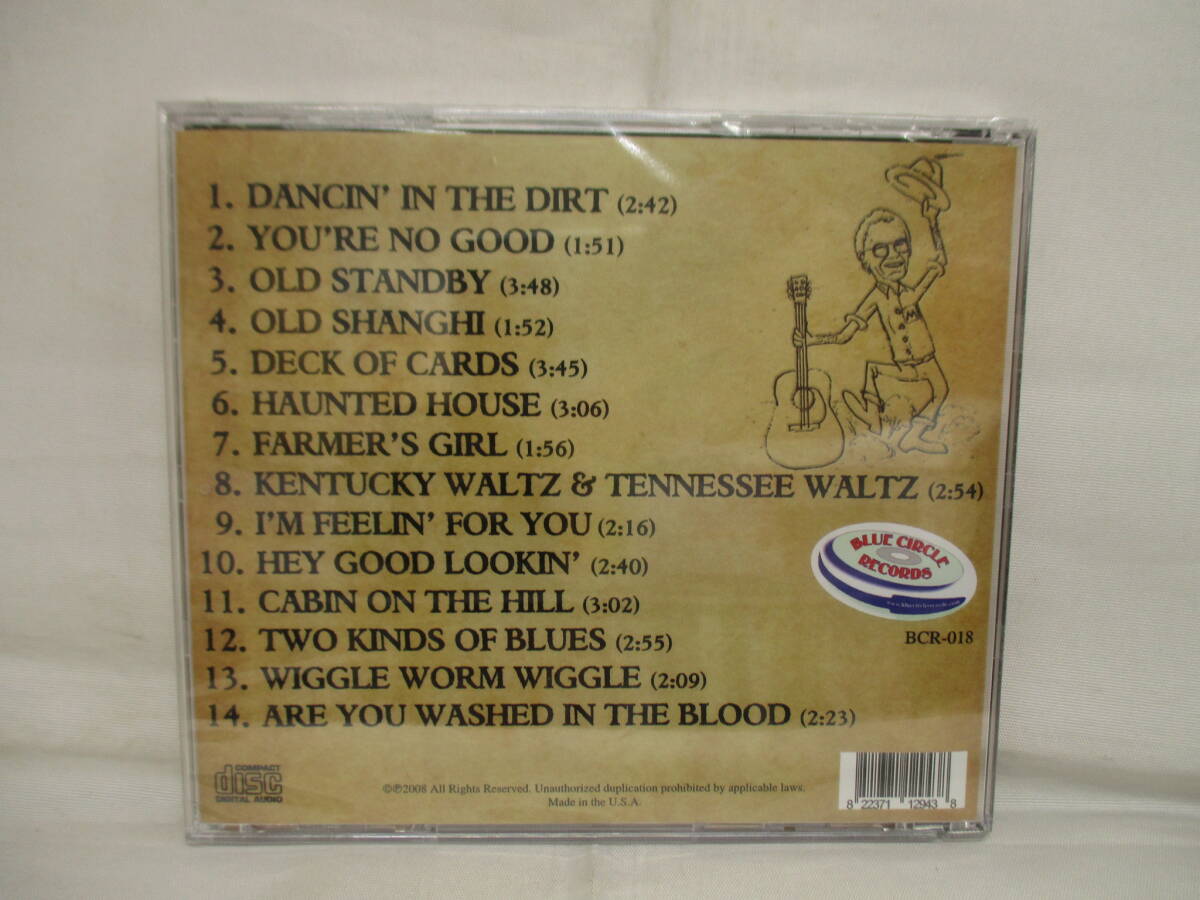 1. DANCIN' IN THE DIRT (2:42)
2. YOU'RE NO GOOD (1:51)
3. OLD STANDBY (3:48)
4. OLD SHANGHI (1:52)
5. DECK OF CARDS (3:45)
6. HAUNTED HOUSE (3:06)
7. FARMER'S GIRL (1:56)
8. KENTUCKY WALTZ & TENNESSEE WALTZ (2:54)
9. I'M FEELIN' FOR YOU (2:16)
10. HEY GOOD LOOKIN' (2:40)
11. CABIN ON THE HILL (3:02)
12. TWO KINDS OF BLUES (2:55)
13. WIGGLE WORM WIGGLE (2:09)
14. ARE YOU WASHED IN THE BLOOD (2:23)
M
BLUE CIRCLE
RECORDS
BCR-018
COMPACT
disc
DIGITAL AUDIO
©℗2008 All Rights Reserved. Unauthorized duplication prohibited by applicable laws.
Made in the U.S.A.
8 22371 12943 8